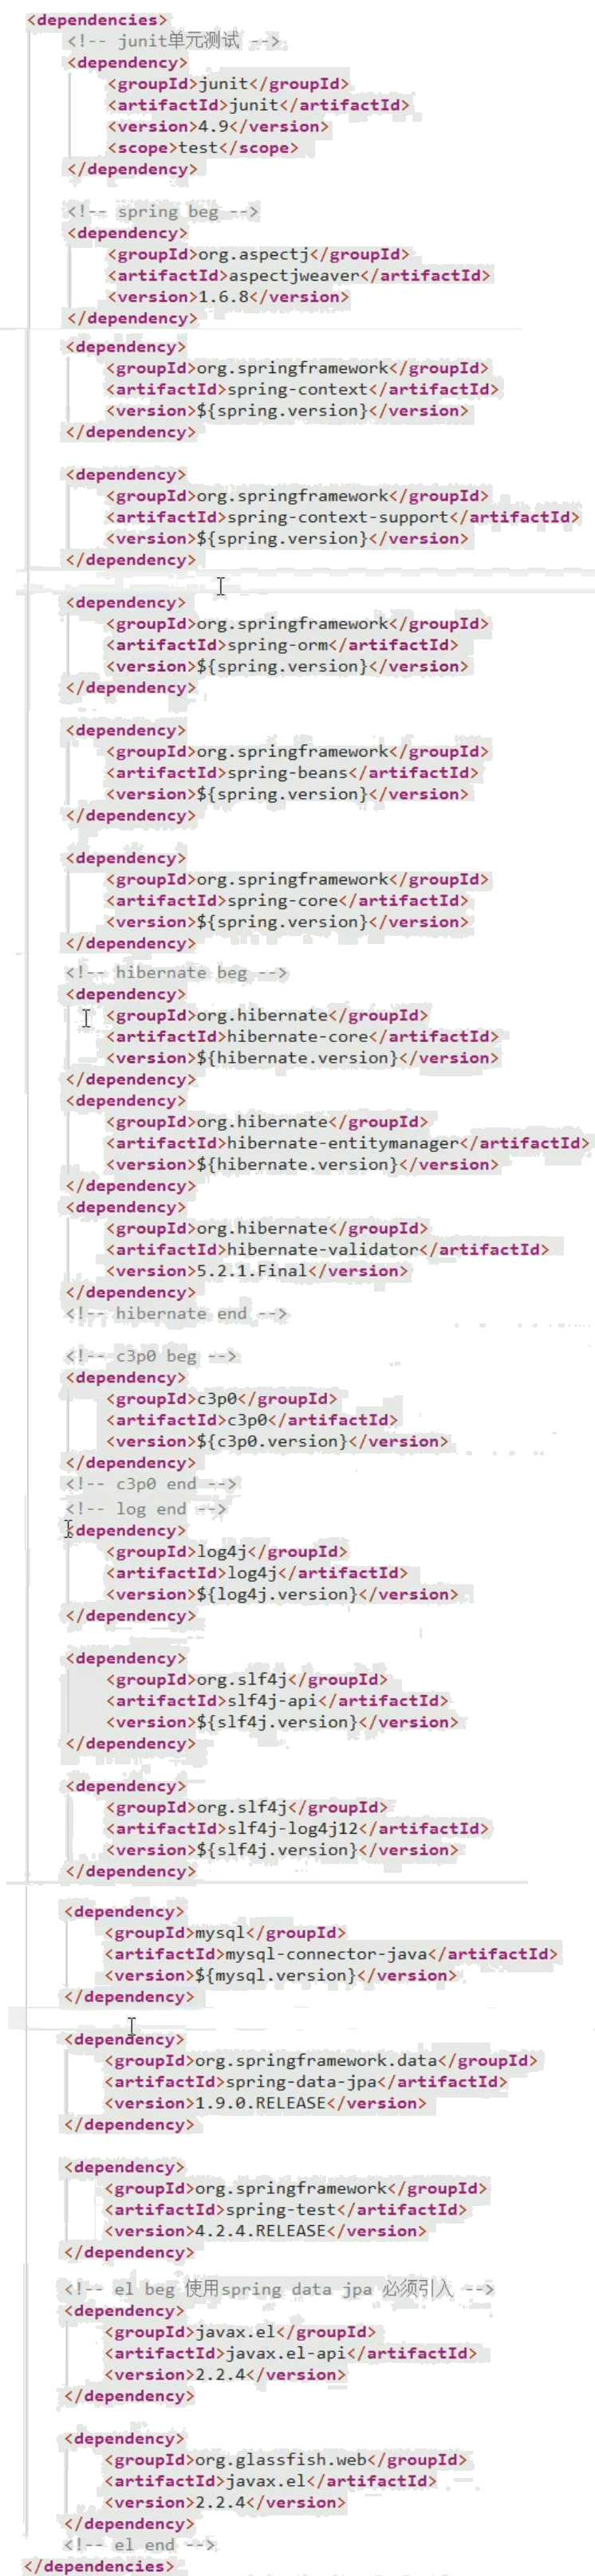 <dependencies>
<!-- junit单元测试 -->
<dependency>
<groupId>junit</groupId>
<artifactId>junit</artifactId>
<version>4.9</version>
<scope>test</scope>
</dependency>
<!-- spring beg -->
<dependency>
<groupId>org.aspectj</groupId>
<artifactId>aspectjweaver</artifactId>
<version>1.6.8</version>
</dependency>
<dependency>
<groupId>org.springframework</groupId>
<artifactId>spring-context</artifactId>
<version>${spring.version}</version>
</dependency>
<dependency>
<groupId>org.springframework</groupId>
<artifactId>spring-context-support</artifactId>
<version>${spring.version}</version>
</dependency>
<dependency>
<groupId>org.springframework</groupId>
<artifactId>spring-orm</artifactId>
<version>${spring.version}</version>
</dependency>
<dependency>
<groupId>org.springframework</groupId>
<artifactId>spring-beans</artifactId>
<version>${spring.version}</version>
</dependency>
<dependency>
<groupId>org.springframework</groupId>
<artifactId>spring-core</artifactId>
<version>${spring.version}</version>
</dependency>
<!-- hibernate beg -->
<dependency>
<groupId>org.hibernate</groupId>
<artifactId>hibernate-core</artifactId>
<version>${hibernate.version}</version>
</dependency>
<dependency>
<groupId>org.hibernate</groupId>
<artifactId>hibernate-entitymanager</artifactId>
<version>${hibernate.version}</version>
</dependency>
<dependency>
<groupId>org.hibernate</groupId>
<artifactId>hibernate-validator</artifactId>
<version>5.2.1.Final</version>
</dependency>
<!-- hibernate end -->
<!-- c3p0 beg -->
<dependency>
<groupId>c3p0</groupId>
<artifactId>c3p0</artifactId>
<version>${c3p0.version}</version>
</dependency>
<!-- c3p0 end -->
<!-- log end -->
<dependency>
<groupId>log4j</groupId>
<artifactId>log4j</artifactId>
<version>${log4j.version}</version>
</dependency>
<dependency>
<groupId>org.slf4j</groupId>
<artifactId>slf4j-api</artifactId>
<version>${slf4j.version}</version>
</dependency>
<dependency>
<groupId>org.slf4j</groupId>
<artifactId>slf4j-log4j12</artifactId>
<version>${slf4j.version}</version>
</dependency>
<dependency>
<groupId>mysql</groupId>
<artifactId>mysql-connector-java</artifactId>
<version>${mysql.version}</version>
</dependency>
<dependency>
<groupId>org.springframework.data</groupId>
<artifactId>spring-data-jpa</artifactId>
<version>1.9.0.RELEASE</version>
</dependency>
<dependency>
<groupId>org.springframework</groupId>
<artifactId>spring-test</artifactId>
<version>4.2.4.RELEASE</version>
</dependency>
<!-- el beg 使用spring data jpa 必须引入 -->
<dependency>
<groupId>javax.el</groupId>
<artifactId>javax.el-api</artifactId>
<version>2.2.4</version>
</dependency>
<dependency>
<groupId>org.glassfish.web</groupId>
<artifactId>javax.el</artifactId>
<version>2.2.4</version>
</dependency>
<!-- el end -->
</dependencies>